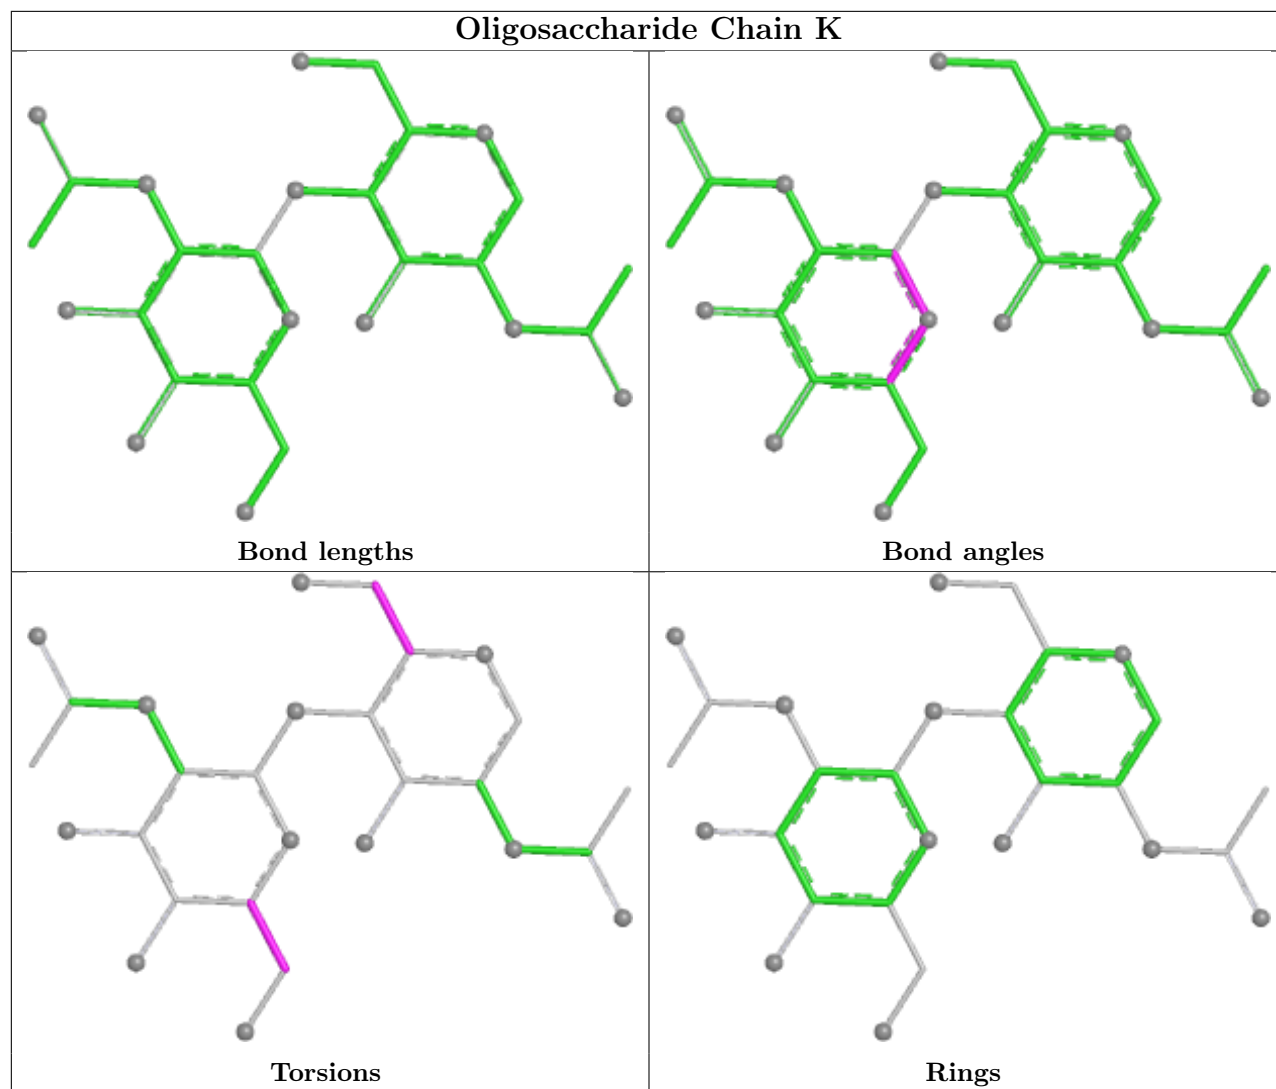 Oligosaccharide Chain K
Bond lengths
Bond angles
Torsions
Rings